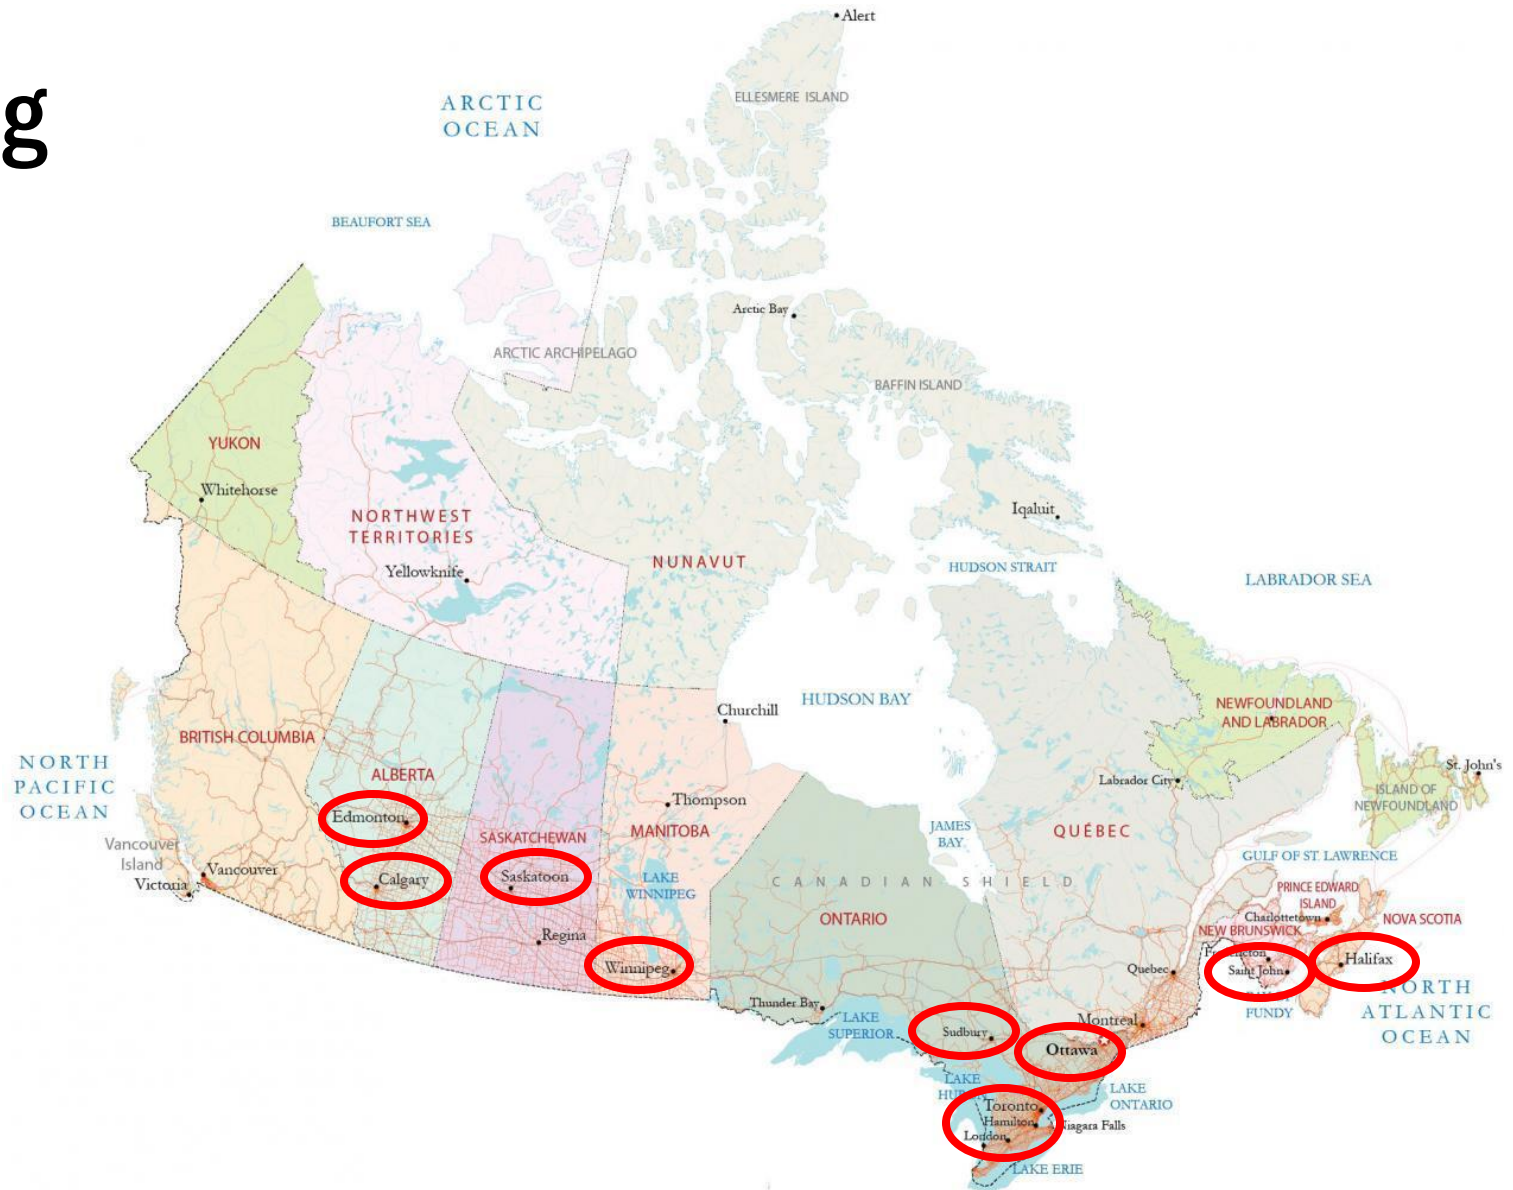 g
Alert
ELLESMERE ISLAND
ARCTIC
OCEAN
BEAUFORT SEA
Arctic Bay
ARCTIC ARCHIPELAGO
BAFFIN ISLAND
YUKON
Whitehorse
NORTHWEST
TERRITORIES
Yellowknife
NUNAVUT
Iqaluit
HUDSON STRAIT
LABRADOR SEA
HUDSON BAY
Churchill
NEWFOUNDLAND
AND LABRADOR
BRITISH COLUMBIA
NORTH
PACIFIC
OCEAN
ALBERTA
Edmonton
Thompson
MANITOBA
SASKATCHEWAN
Labrador City
St. John's
ISLAND OF
NEWFOUNDLAND
JAMES
BAY
QUÉBEC
Vancouver
Island
Victoria
Vancouver
Calgary
Saskatoon
LAKE
WINNIPEG
CANADIAN SHIELD
ONTARIO
GULF OF ST. LAWRENCE
PRINCE EDWARD
ISLAND
Charlottetown
NOVA SCOTIA
NEW BRUNSWICK
Regina
Winnipeg
Quebec
Saint John
Halifax
NORTH
ATLANTIC
OCEAN
FUNDY
Thunder Bay
LAKE
SUPERIOR
Sudbury
Montreal
Ottawa
LAKE
LAKE
ONTARIO
Toronto
Hamilton
London
Niagara Falls
LAKE ERIE